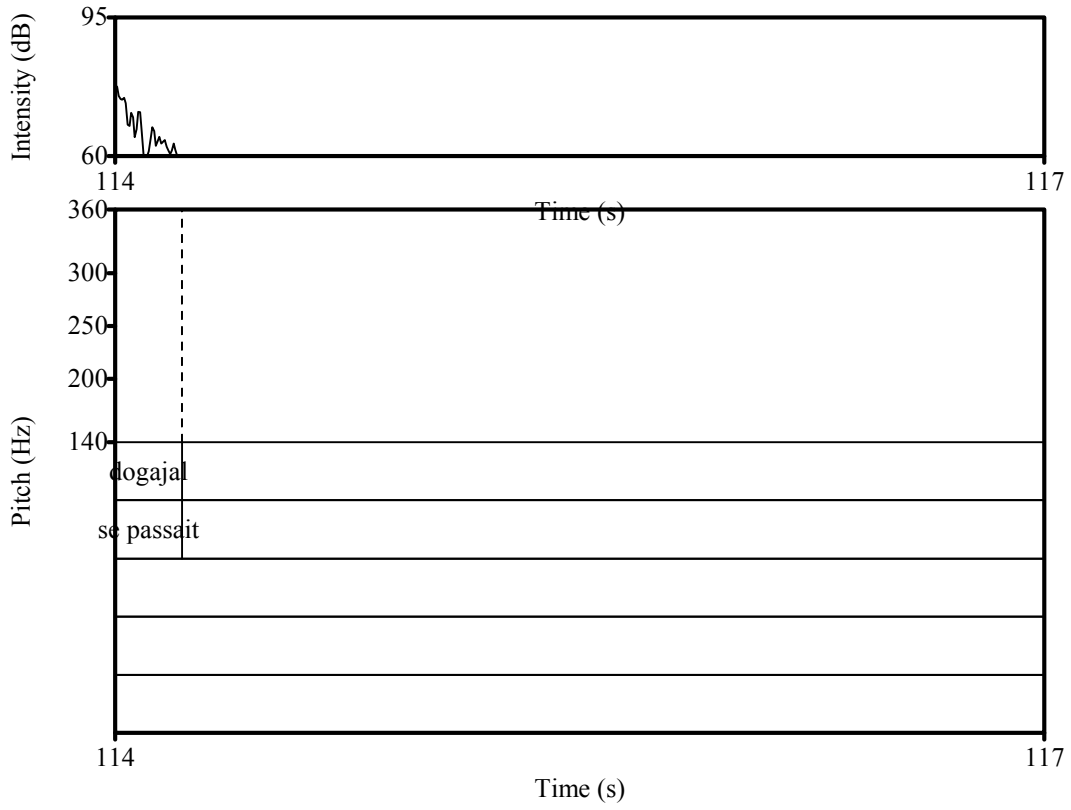 95
Intensity (dB)
60
114 117
Time (s)
360
300
250
200
140
Pitch (Hz)
dogajal
se passait
114 117
Time (s)